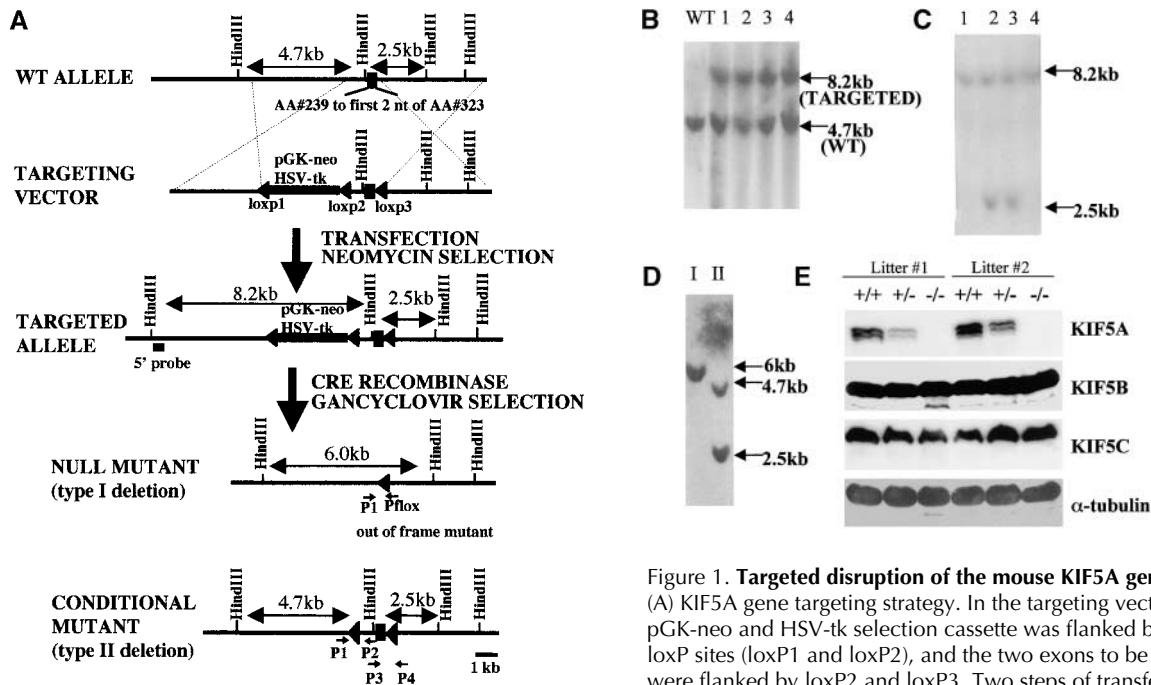 A
HindIII HindIII HindIII HindIII
4.7kb 2.5kb
WT ALLELE
AA#239 to first 2 nt of AA#323
HindIII HindIII HindIII
TARGETING
VECTOR
pGK-neo
HSV-tk
loxp1 loxp2 loxp3
TRANSFECTION
NEOMYCIN SELECTION
HindIII HindIII HindIII HindIII
8.2kb 2.5kb
TARGETED
ALLELE
pGK-neo
HSV-tk
5' probe
CRE RECOMBINASE
GANCYCLOVIR SELECTION
HindIII HindIII HindIII
NULL MUTANT
(type I deletion)
6.0kb
P1 Pflox
out of frame mutant
HindIII HindIII HindIII HindIII
CONDITIONAL
MUTANT
(type II deletion)
4.7kb 2.5kb
P1 P2
P3 P4
1 kb
B
WT 1 2 3 4
8.2kb
(TARGETED)
4.7kb
(WT)
C
1 2 3 4
8.2kb
2.5kb
D
I II
6kb
4.7kb
2.5kb
E
Litter #1 Litter #2
+/+ +/- -/- +/+ +/- -/-
KIF5A
KIF5B
KIF5C
α-tubulin
Figure 1. Targeted disruption of the mouse KIF5A gen
(A) KIF5A gene targeting strategy. In the targeting vect
pGK-neo and HSV-tk selection cassette was flanked b
loxP sites (loxP1 and loxP2), and the two exons to be
were flanked by loxP2 and loxP3. Two steps of transfe